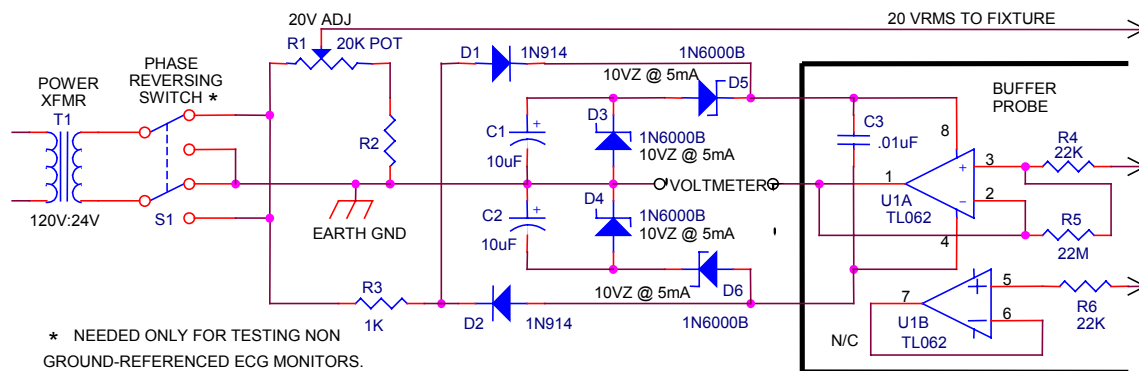 20V ADJ
20 VRMS TO FIXTURE
R1
20K POT
D1
1N914
1N6000B
POWER
XFMR
T1
PHASE
REVERSING
SWITCH *
10VZ @ 5mA
D5
BUFFER
PROBE
C1
10uF
D3
1N6000B
10VZ @ 5mA
C3
.01uF
8
R4
22K
R2
3
1
2
+
−
U1A
TL062
VOLTMETER
S1
120V:24V
EARTH GND
C2
10uF
D4
1N6000B
10VZ @ 5mA
4
R5
22M
10VZ @ 5mA
D6
R3
1K
D2
1N914
1N6000B
5
7
6
R6
22K
U1B
TL062
N/C
* NEEDED ONLY FOR TESTING NON
GROUND-REFERENCED ECG MONITORS.